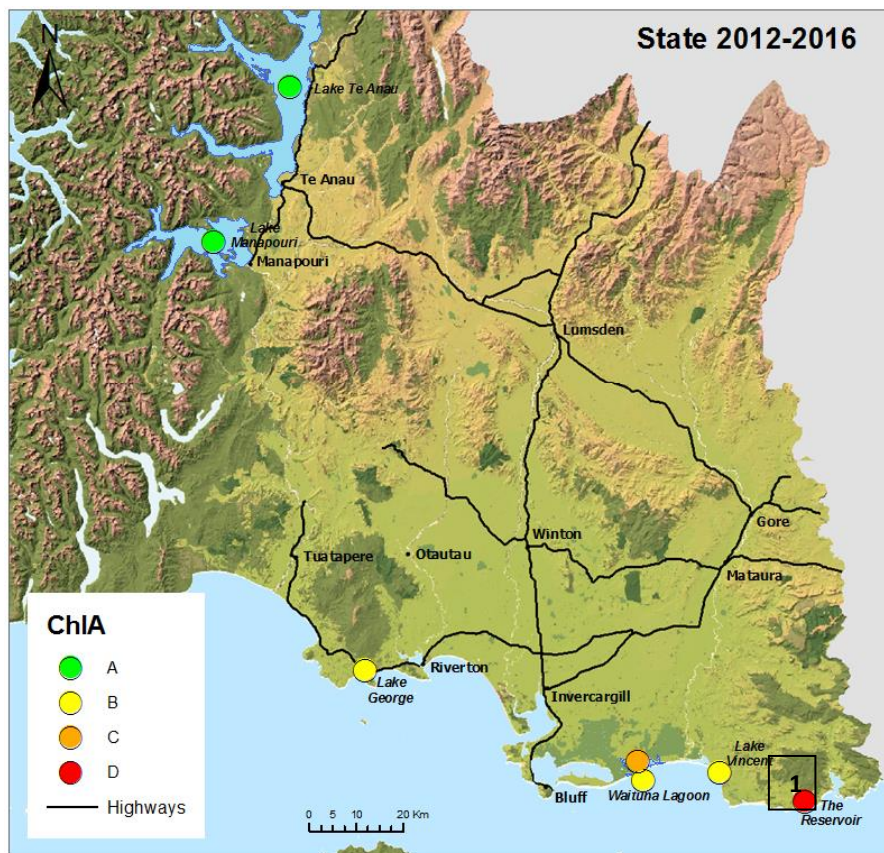 N
State 2012-2016
Lake Te Anau
Te Anau
Lake
Manapouri
Manapouri
Lumsden
Gore
Winton
Otautau
Tuatapere
Mataura
ChlA
A
B
C
D
Highways
Riverton
Lake
George
Invercargill
Lake
Vincent
Waituna Lagoon
Bluff
1
The
Reservoir
0 5 10 20 Km